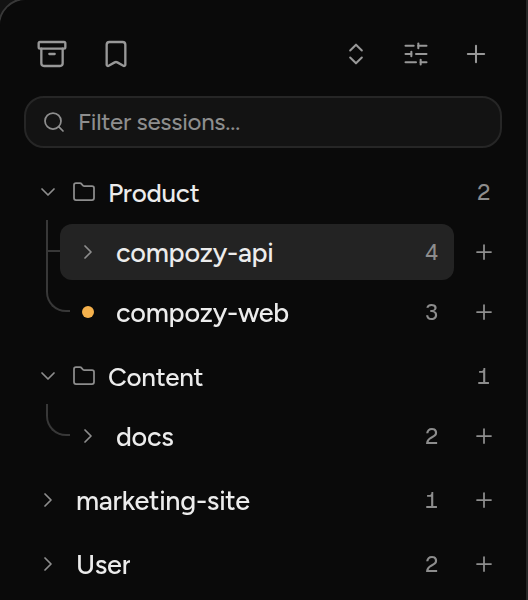 Filter sessions...
Product 2
compozy-api 4
compozy-web 3
Content 1
docs 2
marketing-site 1
User 2